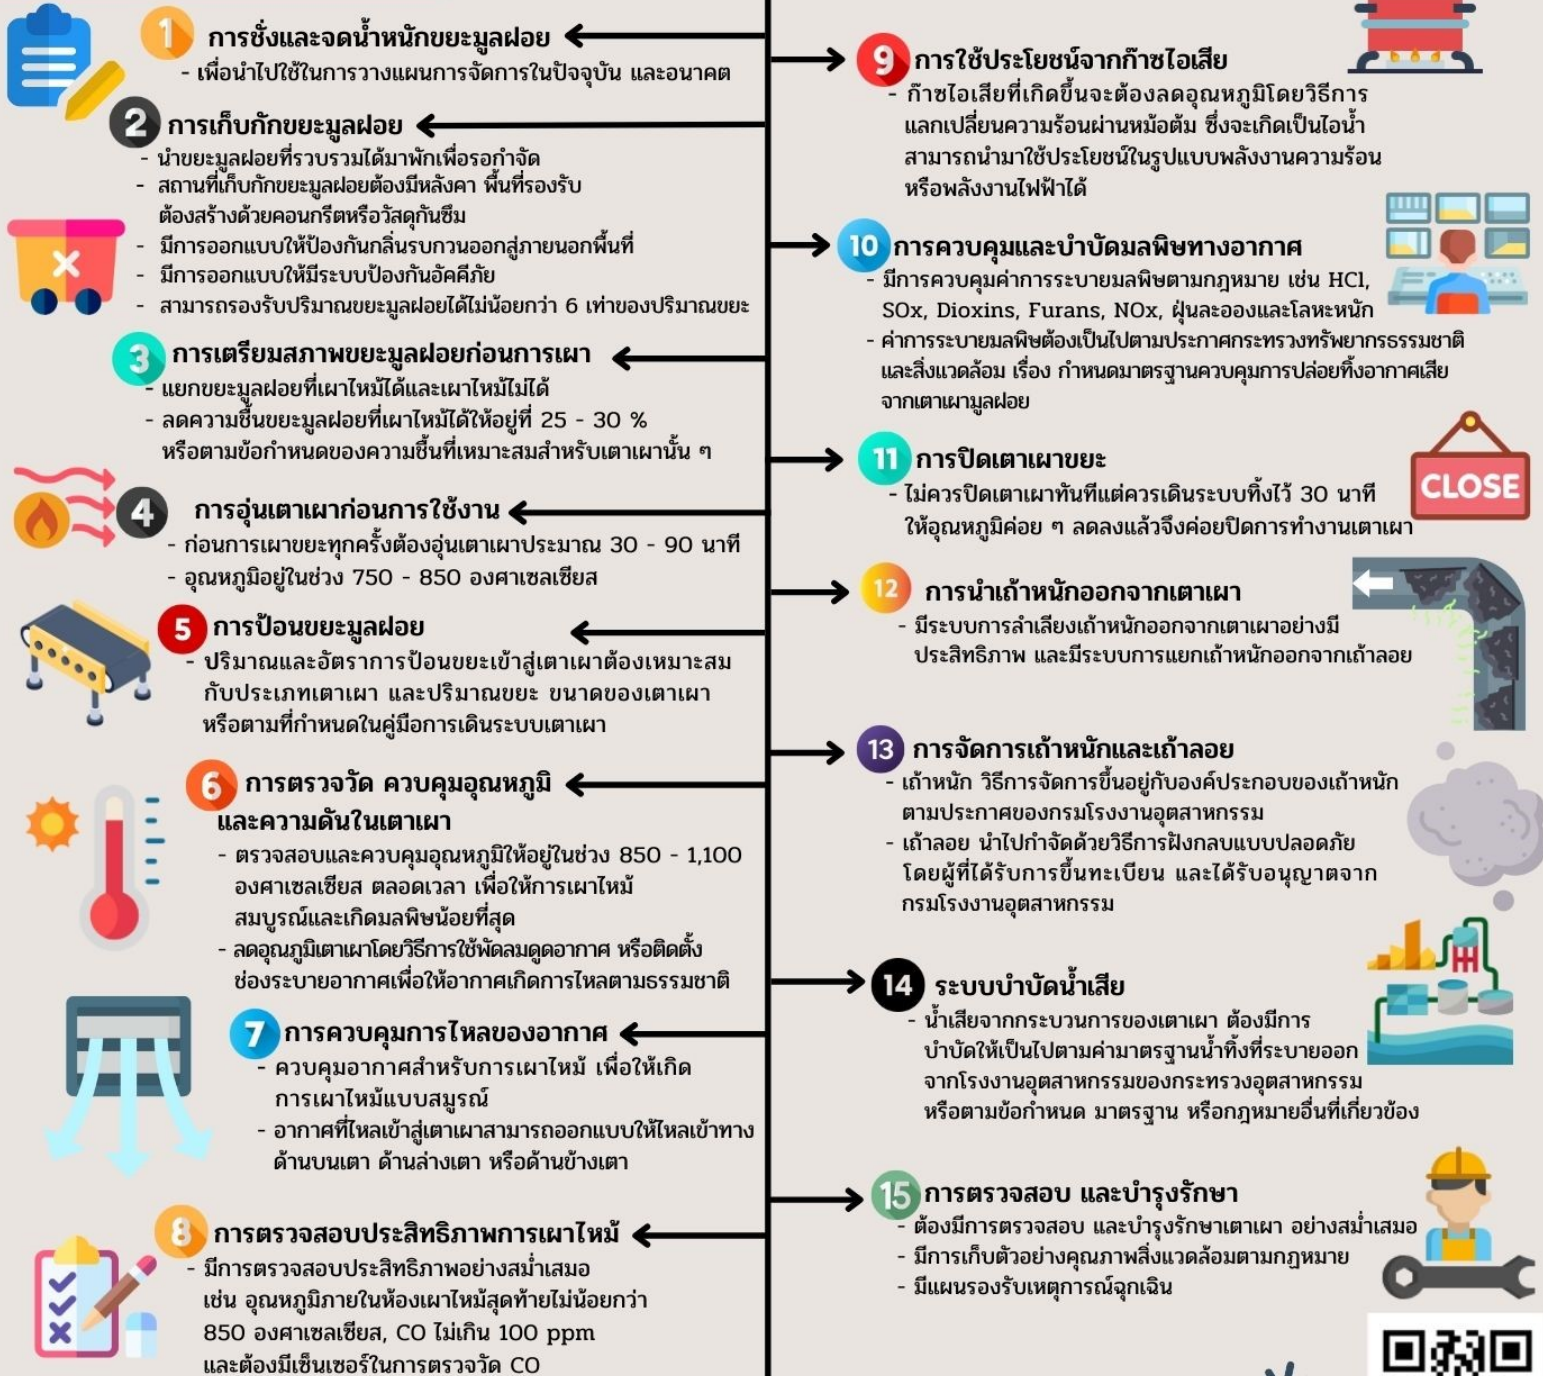 1 การชั่งและจดน้ำหนักขยะมูลฝอย
- เพื่อนำไปใช้ในการวางแผนการจัดการในปัจจุบัน และอนาคต
2 การเก็บกักขยะมูลฝอย
- นำขยะมูลฝอยที่รวบรวมได้มาพักเพื่อรอกำจัด
- สถานที่เก็บกักขยะมูลฝอยต้องมีหลังคา พื้นที่รองรับ
ต้องสร้างด้วยคอนกรีตหรือวัสดุกันซึม
- มีการออกแบบให้ป้องกันกลิ่นรบกวนออกสู่ภายนอกพื้นที่
- มีการออกแบบให้มีระบบป้องกันอัคคีภัย
- สามารถรองรับปริมาณขยะมูลฝอยได้ไม่น้อยกว่า 6 เท่าของปริมาณขยะ
3 การเตรียมสภาพขยะมูลฝอยก่อนการเผา
- แยกขยะมูลฝอยที่เผาไหม้ได้และเผาไหม้ไม่ได้
- ลดความชื้นขยะมูลฝอยที่เผาไหม้ได้ให้อยู่ที่ 25 - 30 %
หรือตามข้อกำหนดของความชื้นที่เหมาะสมสำหรับเตาเผานั้น ๆ
4 การอุ่นเตาเผาก่อนการใช้งาน
- ก่อนการเผาขยะทุกครั้งต้องอุ่นเตาเผาประมาณ 30 - 90 นาที
- อุณหภูมิอยู่ในช่วง 750 - 850 องศาเซลเซียส
5 การป้อนขยะมูลฝอย
- ปริมาณและอัตราการป้อนขยะเข้าสู่เตาเผาต้องเหมาะสม
กับประเภทเตาเผา และปริมาณขยะ ขนาดของเตาเผา
หรือตามที่กำหนดในคู่มือการเดินระบบเตาเผา
6 การตรวจวัด ควบคุมอุณหภูมิ
และความดันในเตาเผา
- ตรวจสอบและควบคุมอุณหภูมิให้อยู่ในช่วง 850 - 1,100
องศาเซลเซียส ตลอดเวลา เพื่อให้การเผาไหม้
สมบูรณ์และเกิดมลพิษน้อยที่สุด
- ลดอุณภูมิเตาเผาโดยวิธีการใช้พัดลมดูดอากาศ หรือติดตั้ง
ช่องระบายอากาศเพื่อให้อากาศเกิดการไหลตามธรรมชาติ
7 การควบคุมการไหลของอากาศ
- ควบคุมอากาศสำหรับการเผาไหม้ เพื่อให้เกิด
การเผาไหม้แบบสมูรณ์
- อากาศที่ไหลเข้าสู่เตาเผาสามารถออกแบบให้ไหลเข้าทาง
ด้านบนเตา ด้านล่างเตา หรือด้านข้างเตา
8 การตรวจสอบประสิทธิภาพการเผาไหม้
- มีการตรวจสอบประสิทธิภาพอย่างสม่ำเสมอ
เช่น อุณหภูมิภายในห้องเผาไหม้สุดท้ายไม่น้อยกว่า
850 องศาเซลเซียส, CO ไม่เกิน 100 ppm
และต้องมีเซ็นเซอร์ในการตรวจวัด CO
9 การใช้ประโยชน์จากก๊าซไอเสีย
- ก๊าซไอเสียที่เกิดขึ้นจะต้องลดอุณหภูมิโดยวิธีการ
แลกเปลี่ยนความร้อนผ่านหม้อต้ม ซึ่งจะเกิดเป็นไอน้ำ
สามารถนำมาใช้ประโยชน์ในรูปแบบพลังงานความร้อน
หรือพลังงานไฟฟ้าได้
10 การควบคุมและบำบัดมลพิษทางอากาศ
- มีการควบคุมค่าการระบายมลพิษตามกฎหมาย เช่น HCl,
SOx, Dioxins, Furans, NOx, ฝุ่นละอองและโลหะหนัก
- ค่าการระบายมลพิษต้องเป็นไปตามประกาศกระทรวงทรัพยากรธรรมชาติ
และสิ่งแวดล้อม เรื่อง กำหนดมาตรฐานควบคุมการปล่อยทิ้งอากาศเสีย
จากเตาเผามูลฝอย
11 การปิดเตาเผาขยะ
CLOSE
- ไม่ควรปิดเตาเผาทันทีแต่ควรเดินระบบทิ้งไว้ 30 นาที
ให้อุณหภูมิค่อย ๆ ลดลงแล้วจึงค่อยปิดการทำงานเตาเผา
12 การนำเถ้าหนักออกจากเตาเผา
- มีระบบการลำเลียงเถ้าหนักออกจากเตาเผาอย่างมี
ประสิทธิภาพ และมีระบบการแยกเถ้าหนักออกจากเถ้าลอย
13 การจัดการเถ้าหนักและเถ้าลอย
- เถ้าหนัก วิธีการจัดการขึ้นอยู่กับองค์ประกอบของเถ้าหนัก
ตามประกาศของกรมโรงงานอุตสาหกรรม
- เถ้าลอย นำไปกำจัดด้วยวิธีการฝังกลบแบบปลอดภัย
โดยผู้ที่ได้รับการขึ้นทะเบียน และได้รับอนุญาตจาก
กรมโรงงานอุตสาหกรรม
14 ระบบบำบัดน้ำเสีย
- น้ำเสียจากกระบวนการของเตาเผา ต้องมีการ
บำบัดให้เป็นไปตามค่ามาตรฐานน้ำทิ้งที่ระบายออก
จากโรงงานอุตสาหกรรมของกระทรวงอุตสาหกรรม
หรือตามข้อกำหนด มาตรฐาน หรือกฎหมายอื่นที่เกี่ยวข้อง
15 การตรวจสอบ และบำรุงรักษา
- ต้องมีการตรวจสอบ และบำรุงรักษาเตาเผา อย่างสม่ำเสมอ
- มีการเก็บตัวอย่างคุณภาพสิ่งแวดล้อมตามกฎหมาย
- มีแผนรองรับเหตุการณ์ฉุกเฉิน